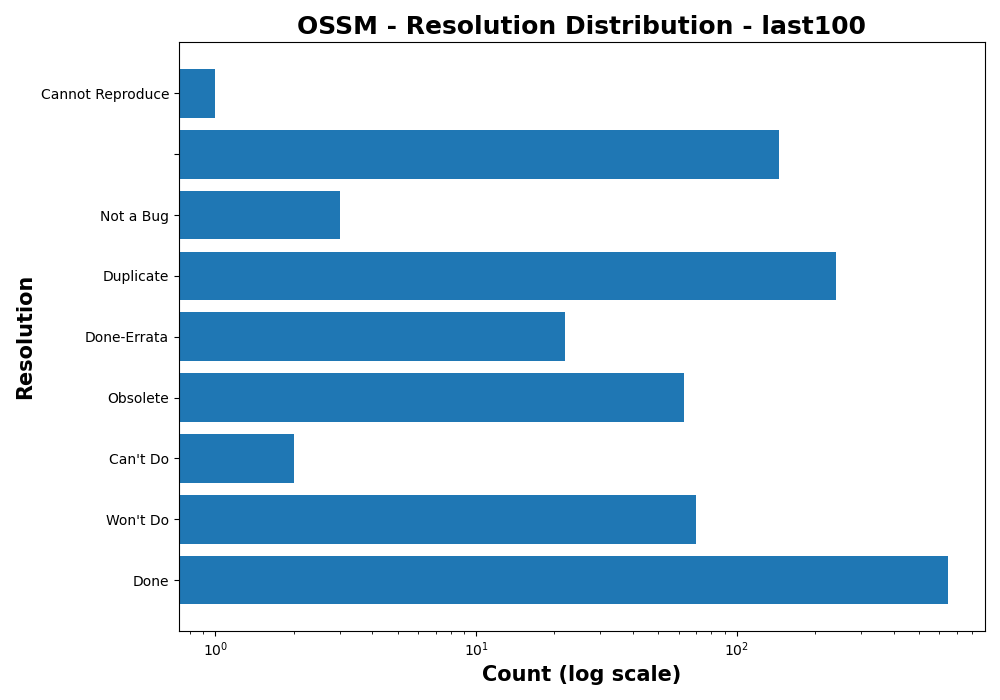 OSSM - Resolution Distribution - last100
Cannot Reproduce
Not a Bug
Duplicate
Done-Errata
Obsolete
Can't Do
Won't Do
Done
Resolution
10⁰ 10¹ 10²
Count (log scale)